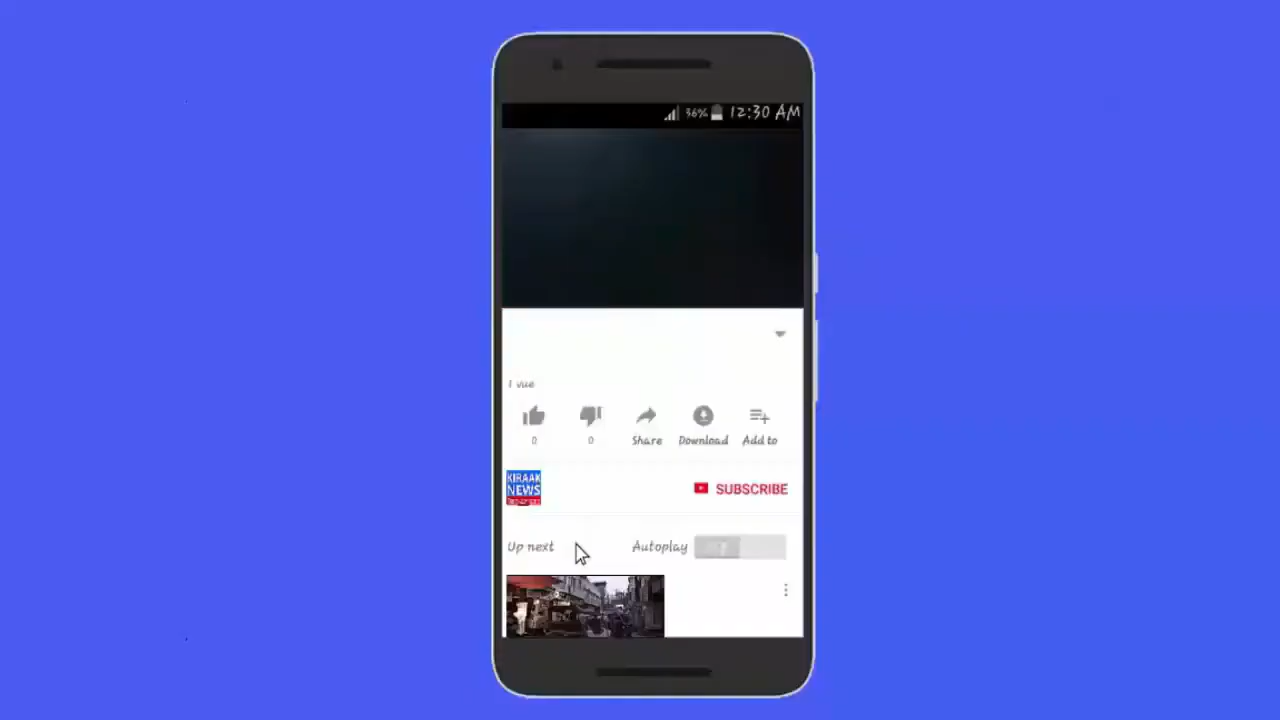 36% 12:30 AM
1 vue
0 0 Share Download Add to
KIRAAK
NEWS
SUBSCRIBE
Up next Autoplay